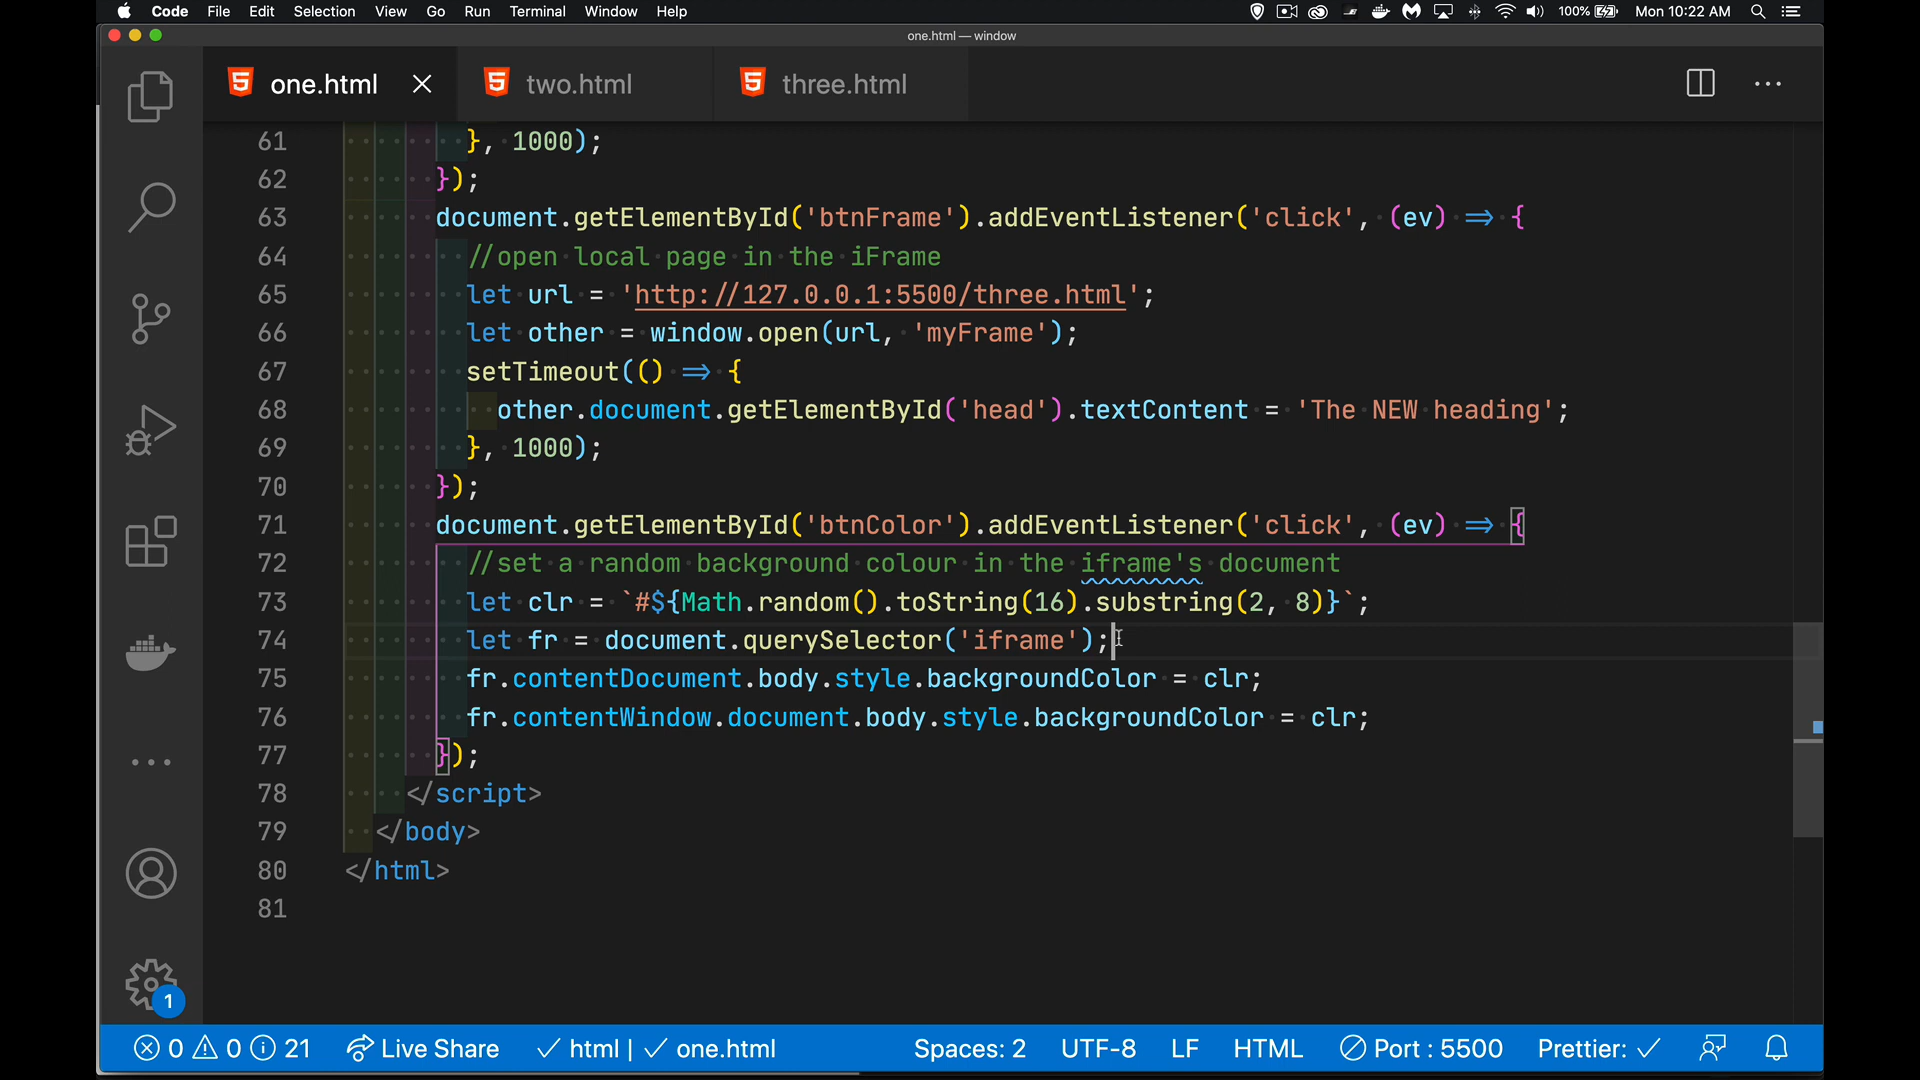 Code File Edit Selection View Go Run Terminal Window Help 100% Mon 10:22 AM
one.html — window
one.html two.html three.html
61 }, 1000);
62 });
63 document.getElementById('btnFrame').addEventListener('click', (ev) => {
64 //open local page in the iFrame
65 let url = 'http://127.0.0.1:5500/three.html';
66 let other = window.open(url, 'myFrame');
67 setTimeout(() => {
68 other.document.getElementById('head').textContent = 'The NEW heading';
69 }, 1000);
70 });
71 document.getElementById('btnColor').addEventListener('click', (ev) => {
72 //set a random background colour in the iframe's document
73 let clr = `#${Math.random().toString(16).substring(2, 8)}`;
74 let fr = document.querySelector('iframe');
75 fr.contentDocument.body.style.backgroundColor = clr;
76 fr.contentWindow.document.body.style.backgroundColor = clr;
77 });
78 </script>
79 </body>
80 </html>
81
1
0 0 21 Live Share html | one.html Spaces: 2 UTF-8 LF HTML Port : 5500 Prettier: